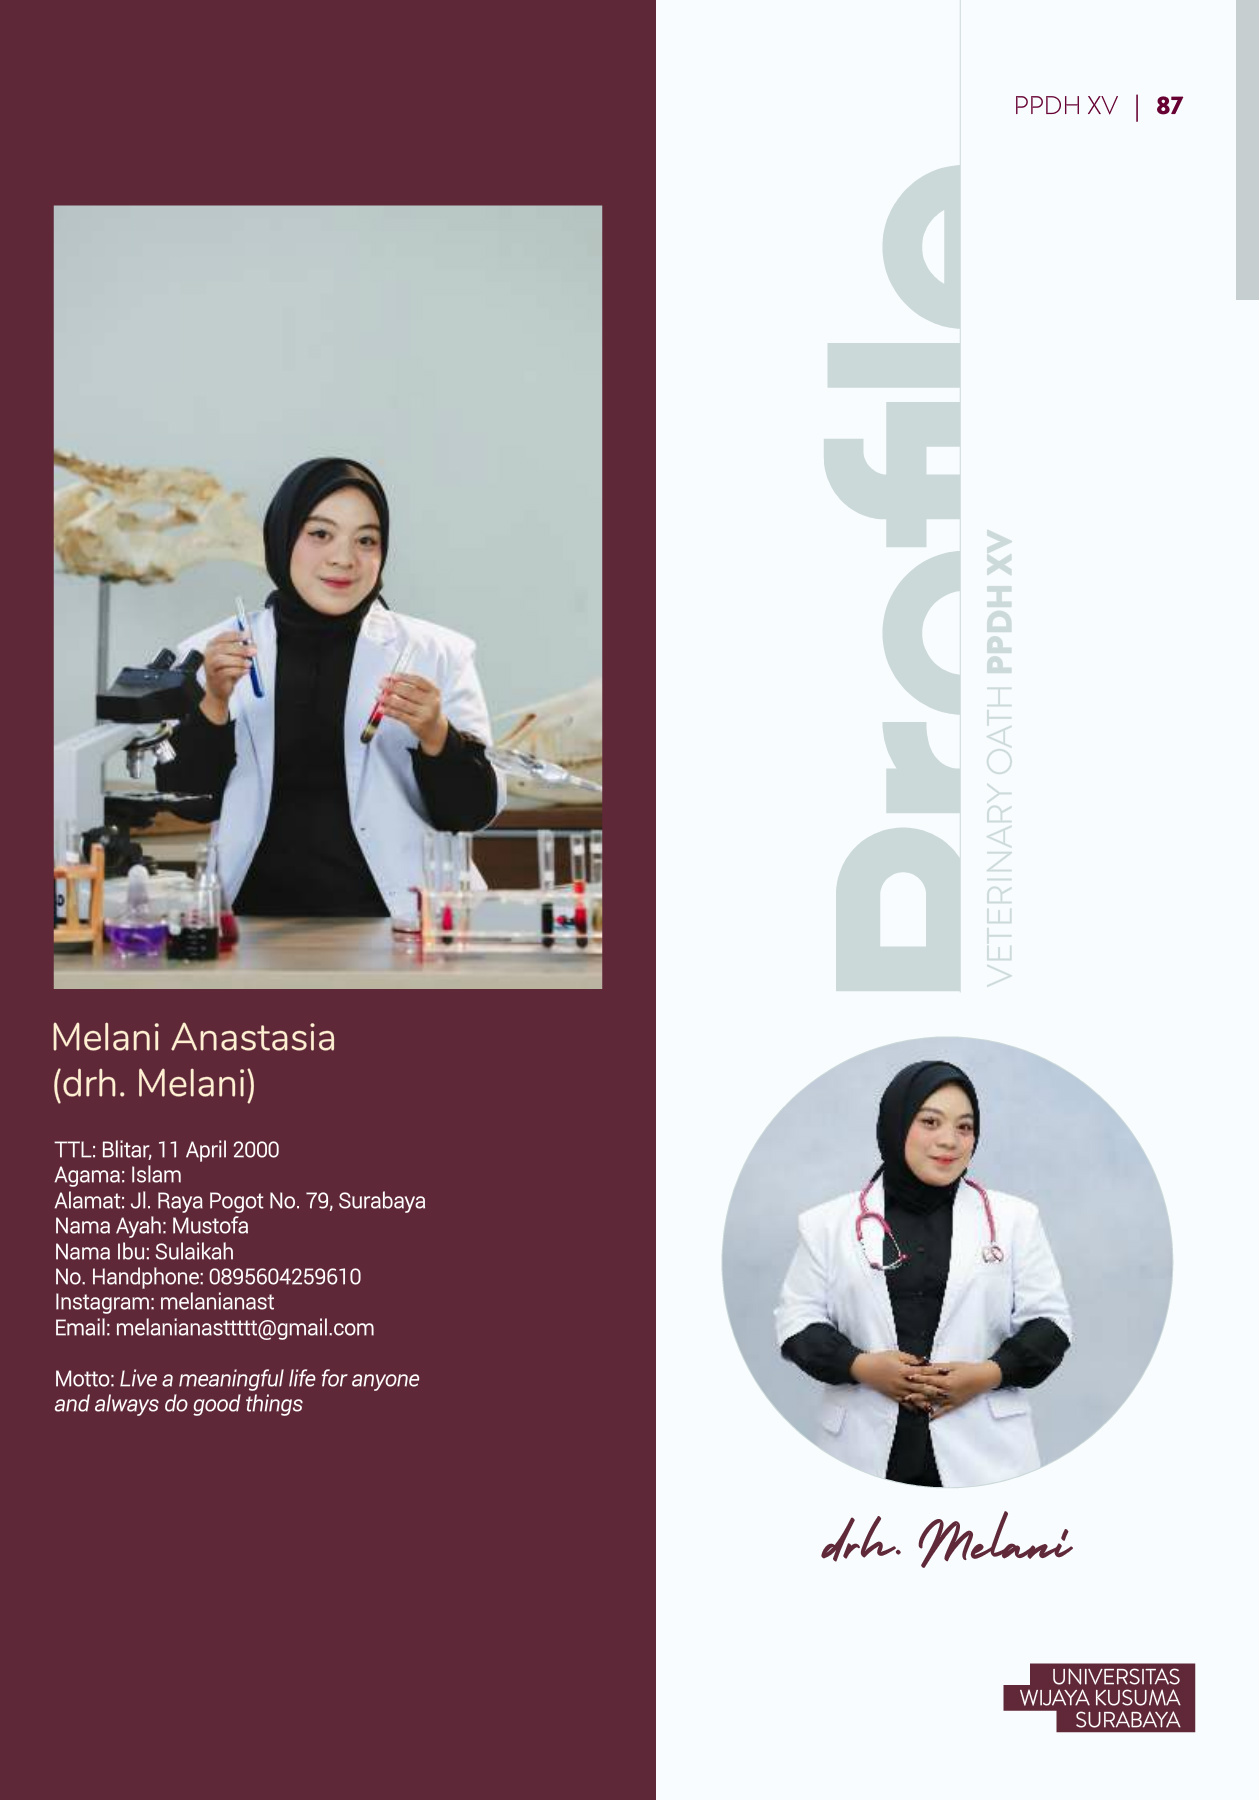 PPDH XV | 87
Profile
VETERINARY OATH PPDH XV
Melani Anastasia
(drh. Melani)
TTL: Blitar, 11 April 2000
Agama: Islam
Alamat: Jl. Raya Pogot No. 79, Surabaya
Nama Ayah: Mustofa
Nama Ibu: Sulaikah
No. Handphone: 0895604259610
Instagram: melanianast
Email: melanianasttttt@gmail.com
Motto: Live a meaningful life for anyone
and always do good things
drh. Melani
UNIVERSITAS
WIJAYA KUSUMA
SURABAYA